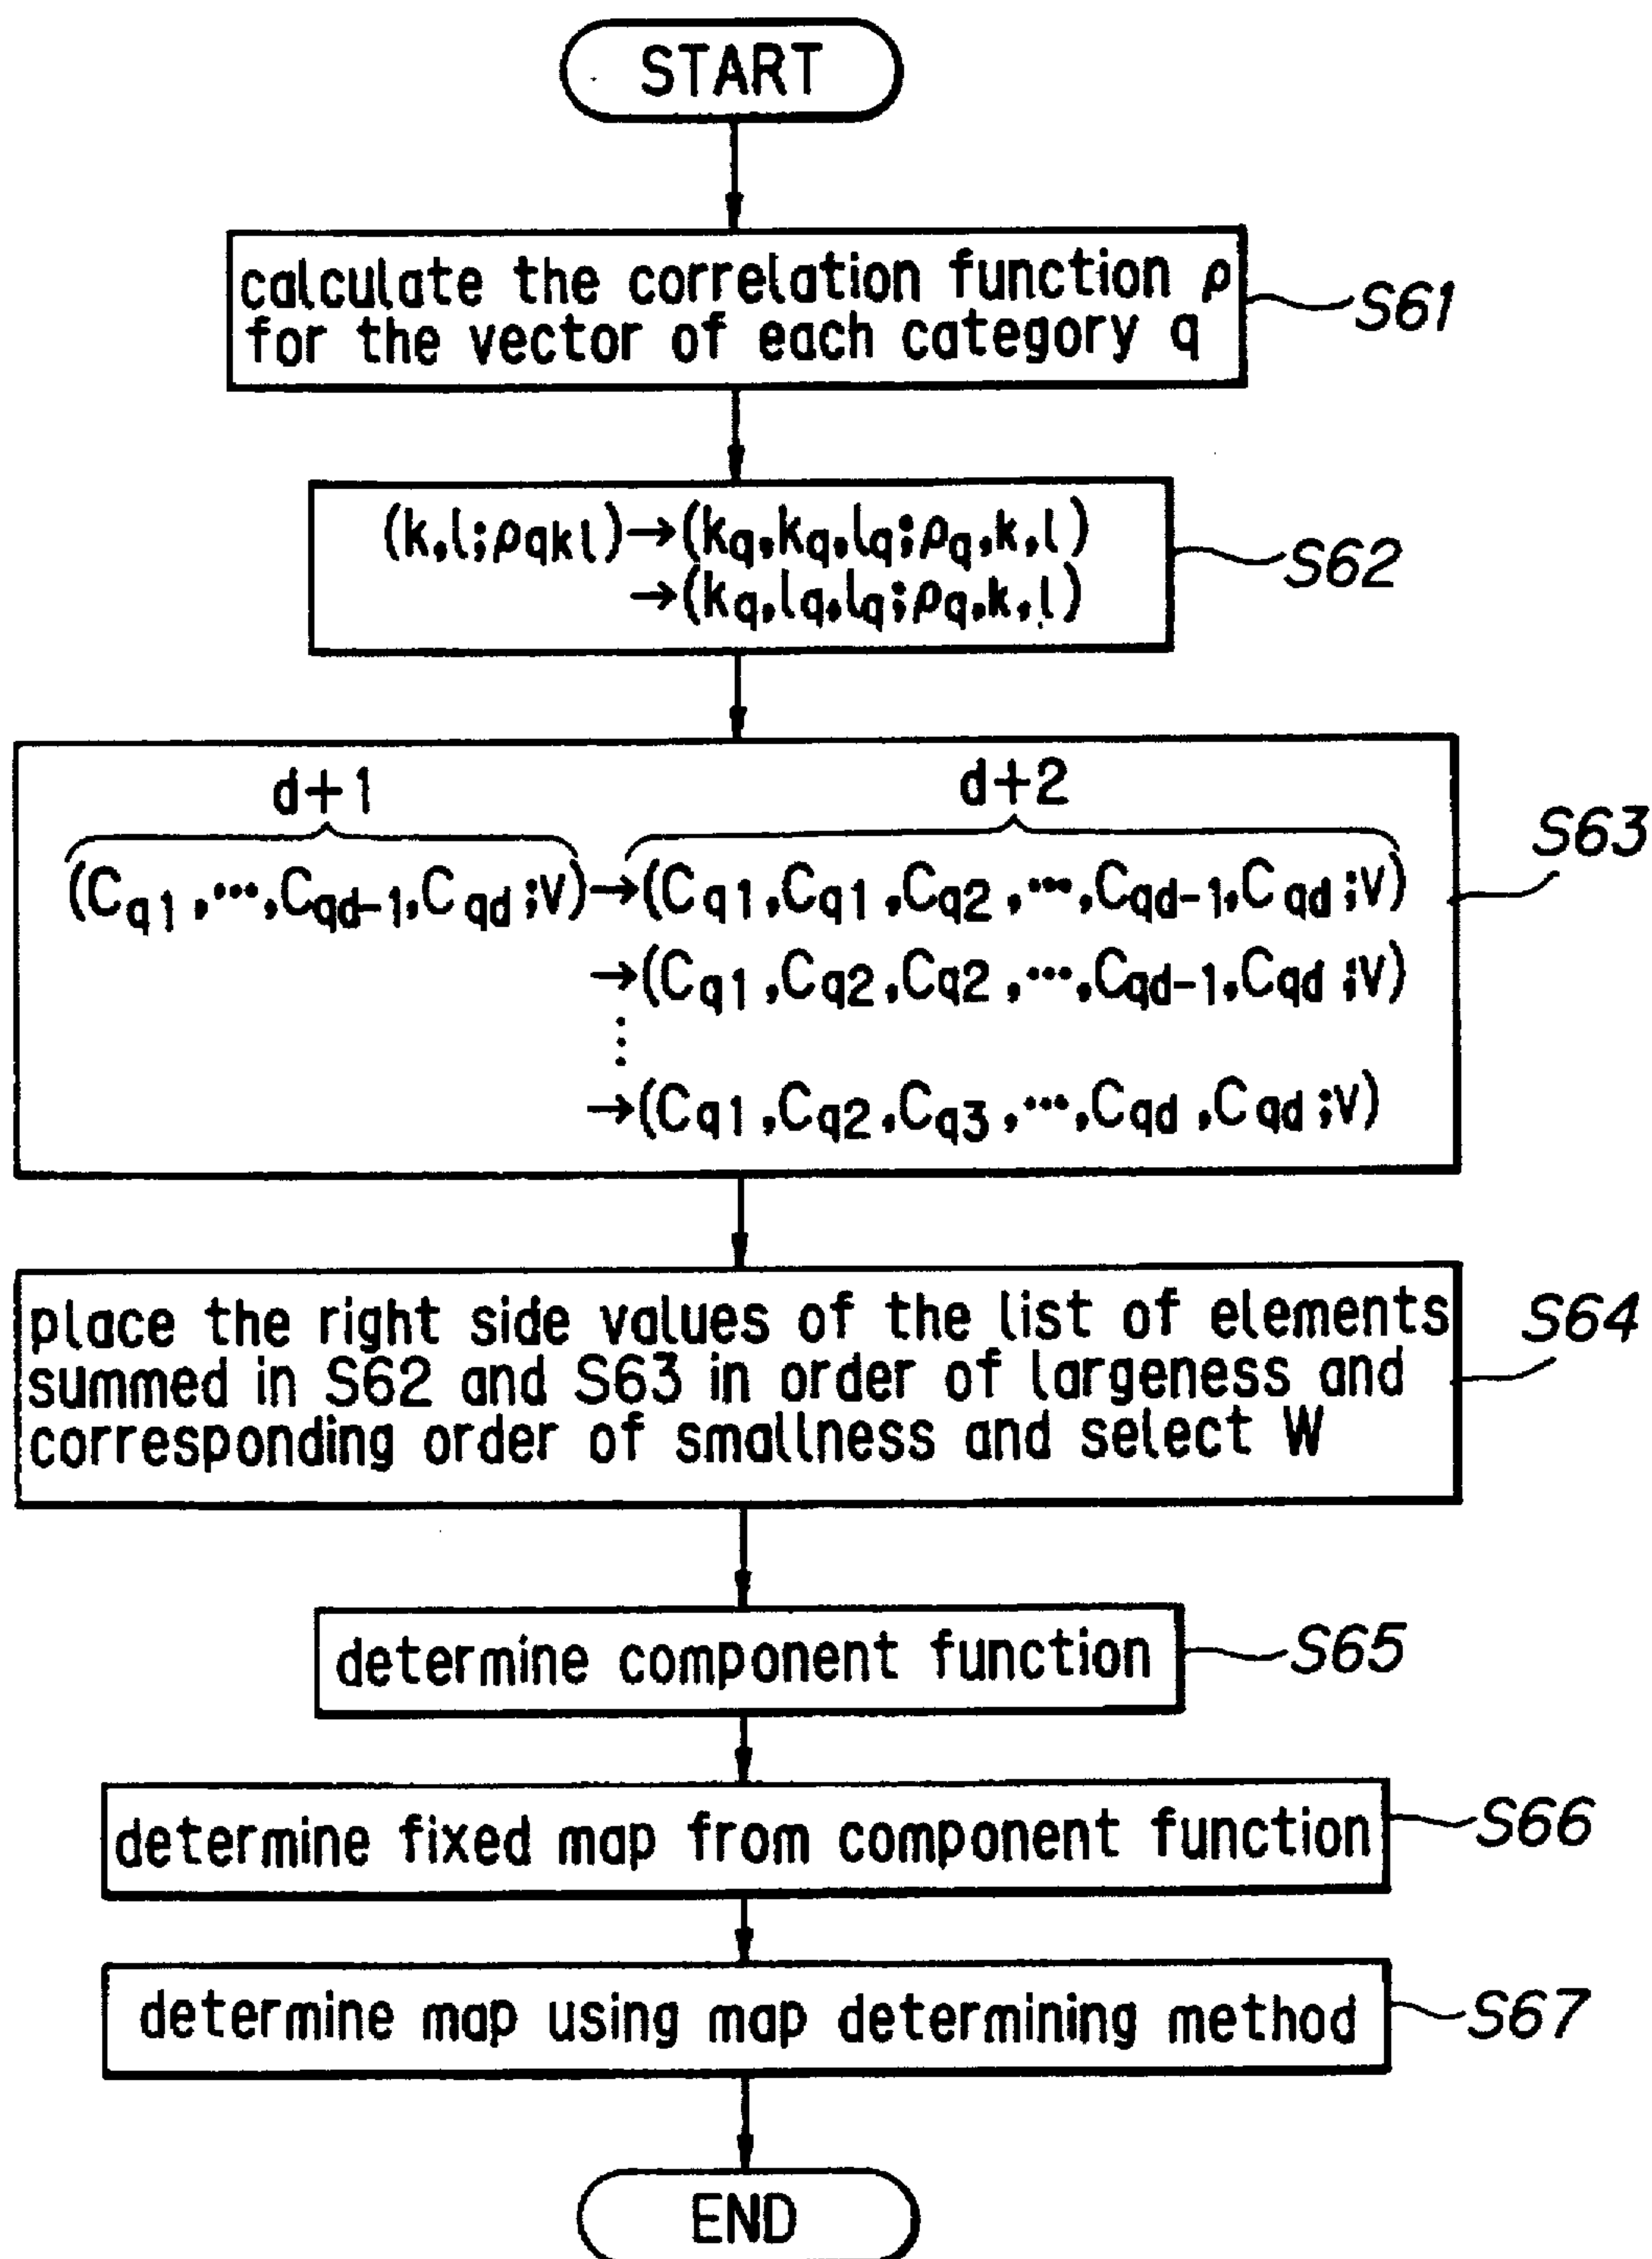 START
calculate the correlation function ρ
for the vector of each category q
S61
(k,l;ρqkl)→(kq,kq,lq;ρq,k,l)
→(kq,lq,lq;ρq,k,l)
S62
d+1
d+2
(Cq1,…,Cqd-1,Cqd;V)→(Cq1,Cq1,Cq2,…,Cqd-1,Cqd;V)
→(Cq1,Cq2,Cq2,…,Cqd-1,Cqd;V)
⋮
→(Cq1,Cq2,Cq3,…,Cqd,Cqd;V)
S63
place the right side values of the list of elements
summed in S62 and S63 in order of largeness and
corresponding order of smallness and select W
S64
determine component function
S65
determine fixed map from component function
S66
determine map using map determining method
S67
END